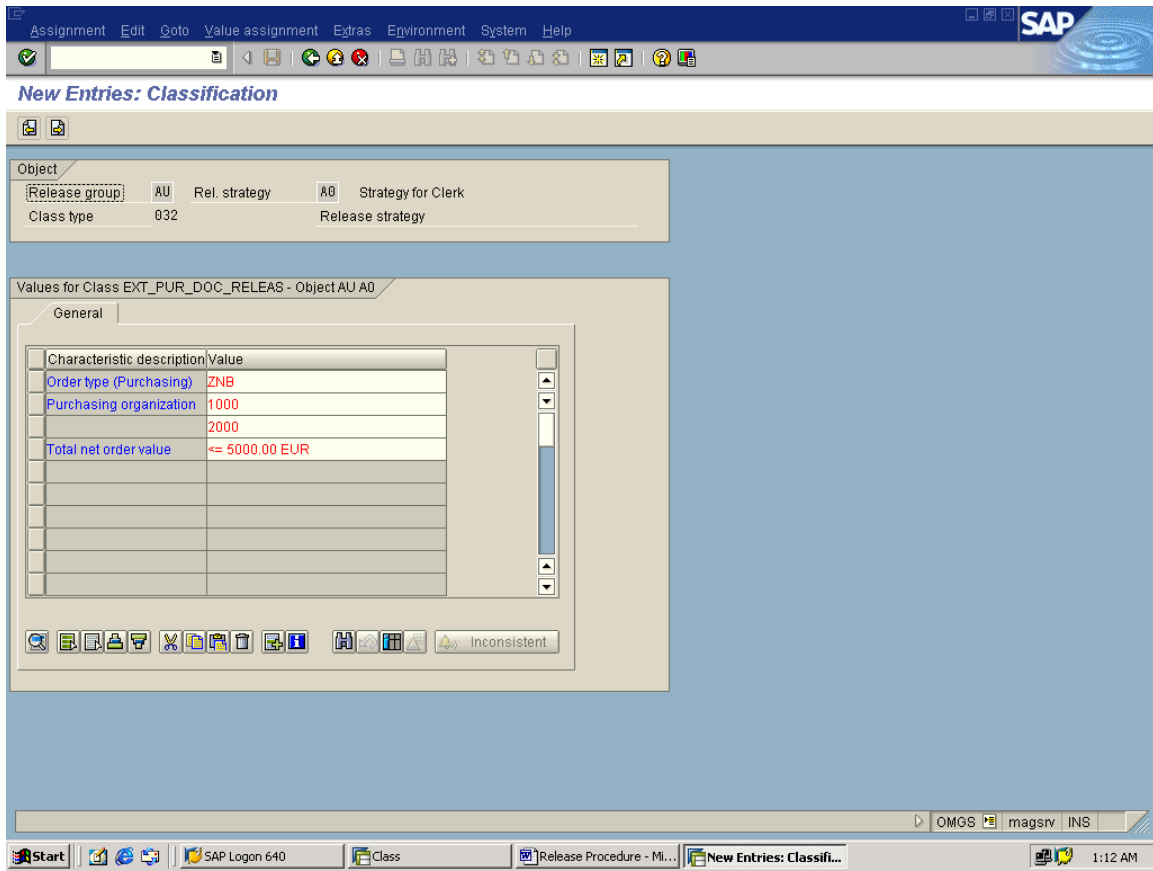 Assignment Edit Goto Value assignment Extras Environment System Help
SAP
New Entries: Classification
Object
Release group AU Rel. strategy A0 Strategy for Clerk
Class type 032 Release strategy
Values for Class EXT_PUR_DOC_RELEAS - Object AU A0
General
Characteristic description Value
Order type (Purchasing) ZNB
Purchasing organization 1000
2000
Total net order value <= 5000.00 EUR
Inconsistent
OMGS magsrv INS
Start SAP Logon 640 Class Release Procedure - Mi... New Entries: Classifi... 1:12 AM